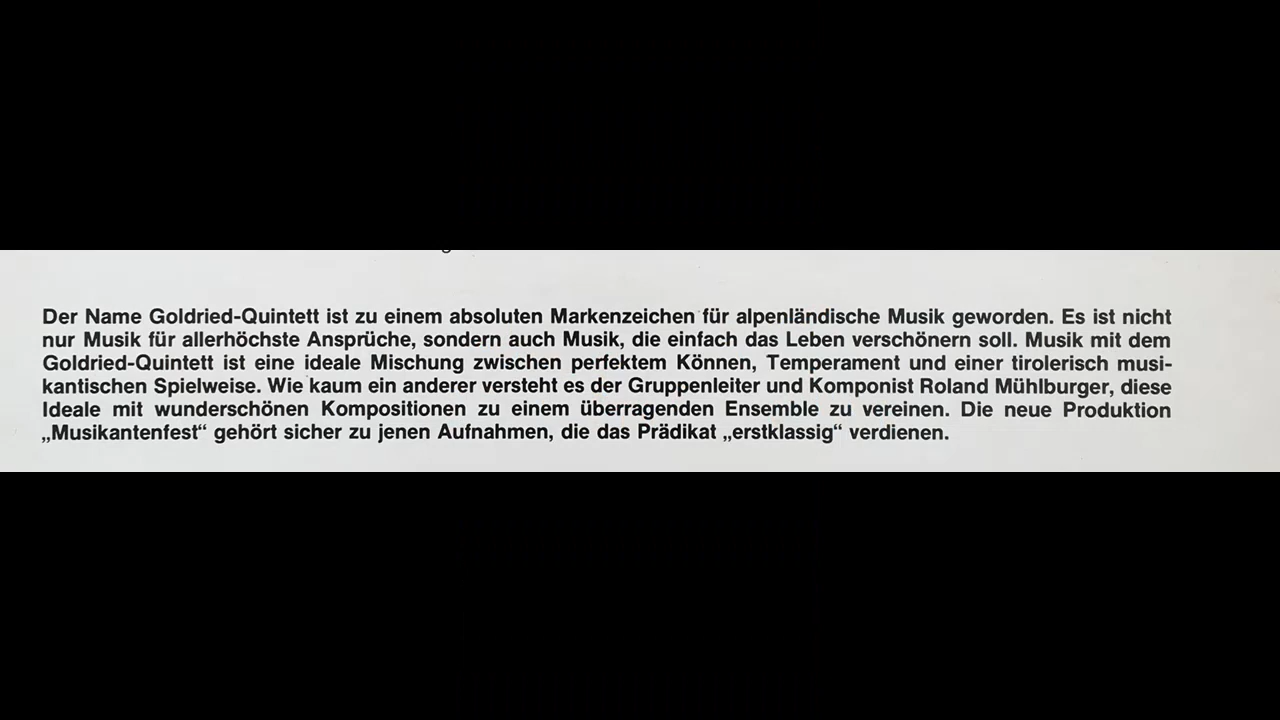 Der Name Goldried-Quintett ist zu einem absoluten Markenzeichen für alpenländische Musik geworden. Es ist nicht
nur Musik für allerhöchste Ansprüche, sondern auch Musik, die einfach das Leben verschönern soll. Musik mit dem
Goldried-Quintett ist eine ideale Mischung zwischen perfektem Können, Temperament und einer tirolerisch musi-
kantischen Spielweise. Wie kaum ein anderer versteht es der Gruppenleiter und Komponist Roland Mühlburger, diese
Ideale mit wunderschönen Kompositionen zu einem überragenden Ensemble zu vereinen. Die neue Produktion
„Musikantenfest“ gehört sicher zu jenen Aufnahmen, die das Prädikat „erstklassig“ verdienen.